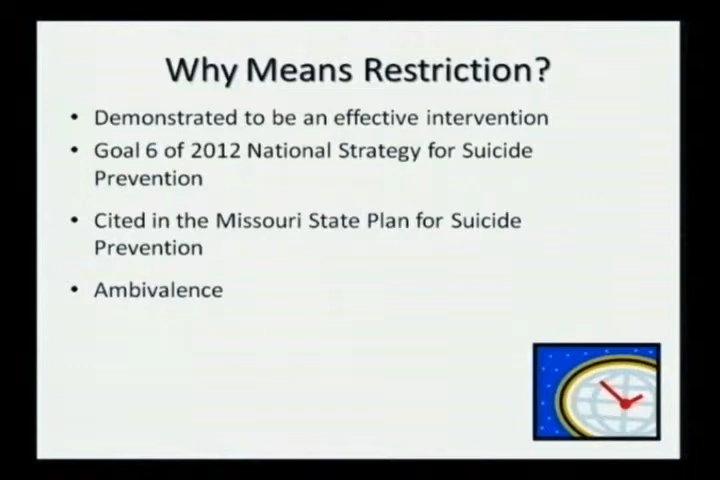 Why Means Restriction?
• Demonstrated to be an effective intervention
• Goal 6 of 2012 National Strategy for Suicide
Prevention
• Cited in the Missouri State Plan for Suicide
Prevention
• Ambivalence